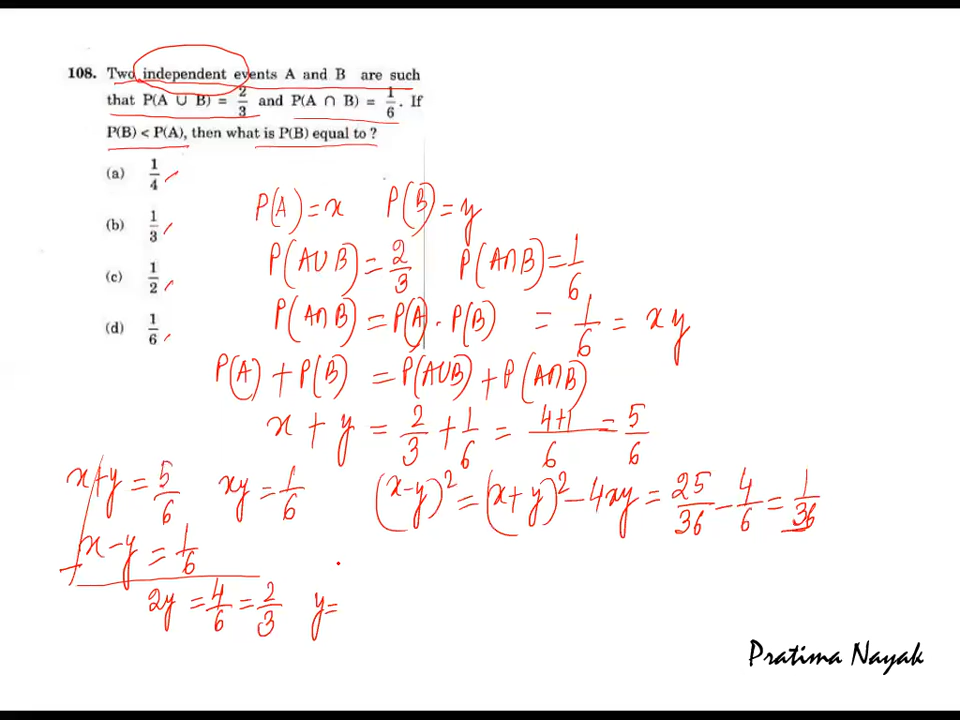 108. Two independent events A and B are such
that P(A ∪ B) = 2/3 and P(A ∩ B) = 1/6. If
P(B) < P(A), then what is P(B) equal to ?
(a) 1/4
(b) 1/3
(c) 1/2
(d) 1/6
P(A) = x P(B) = y
P(A∪B) = 2/3 P(A∩B) = 1/6
P(A∩B) = P(A) · P(B) = 1/6 = xy
P(A) + P(B) = P(A∪B) + P(A∩B)
x + y = 2/3 + 1/6 = 4+1/6 = 5/6
x+y = 5/6 xy = 1/6 (x-y)² = (x+y)² - 4xy = 25/36 - 4/6 = 1/36
x - y = 1/6
2y = 4/6 = 2/3 y=
Pratima Nayak